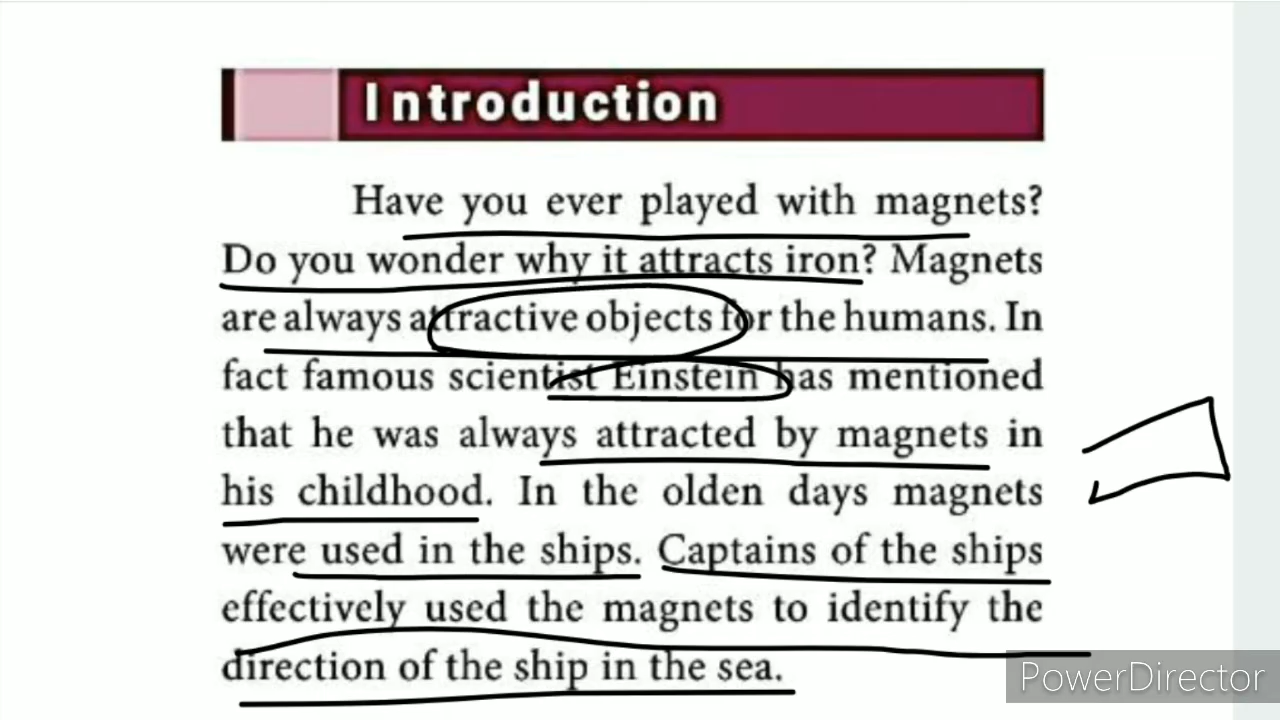 Introduction
Have you ever played with magnets?
Do you wonder why it attracts iron? Magnets
are always attractive objects for the humans. In
fact famous scientist Einstein has mentioned
that he was always attracted by magnets in
his childhood. In the olden days magnets
were used in the ships. Captains of the ships
effectively used the magnets to identify the
direction of the ship in the sea.
PowerDirector